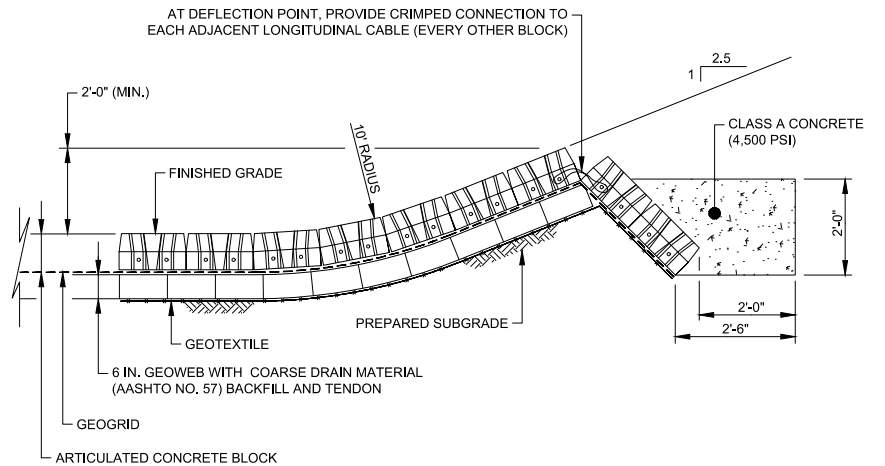 AT DEFLECTION POINT, PROVIDE CRIMPED CONNECTION TO
EACH ADJACENT LONGITUDINAL CABLE (EVERY OTHER BLOCK)
2.5
1
2'-0" (MIN.)
10' RADIUS
CLASS A CONCRETE
(4,500 PSI)
FINISHED GRADE
2'-0"
2'-0"
2'-6"
PREPARED SUBGRADE
GEOTEXTILE
6 IN. GEOWEB WITH COARSE DRAIN MATERIAL
(AASHTO NO. 57) BACKFILL AND TENDON
GEOGRID
ARTICULATED CONCRETE BLOCK